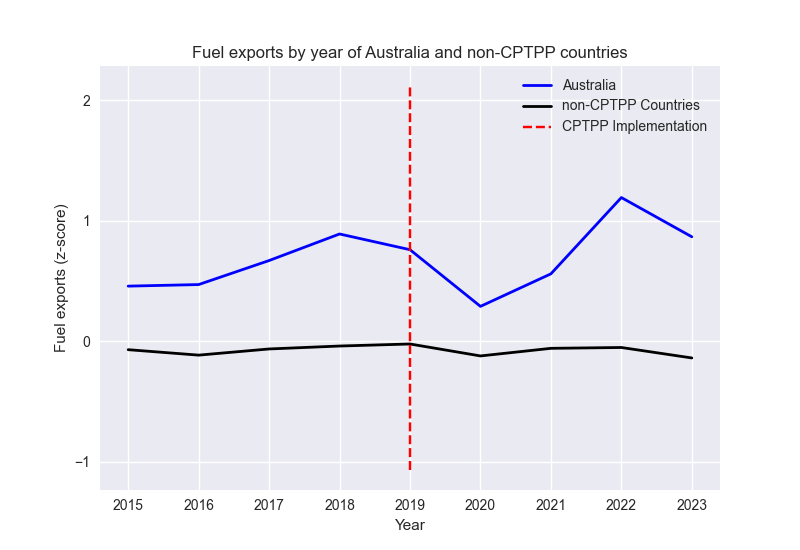 Fuel exports by year of Australia and non-CPTPP countries
Australia
non-CPTPP Countries
CPTPP Implementation
Fuel exports (z-score)
2
1
0
−1
2015 2016 2017 2018 2019 2020 2021 2022 2023
Year